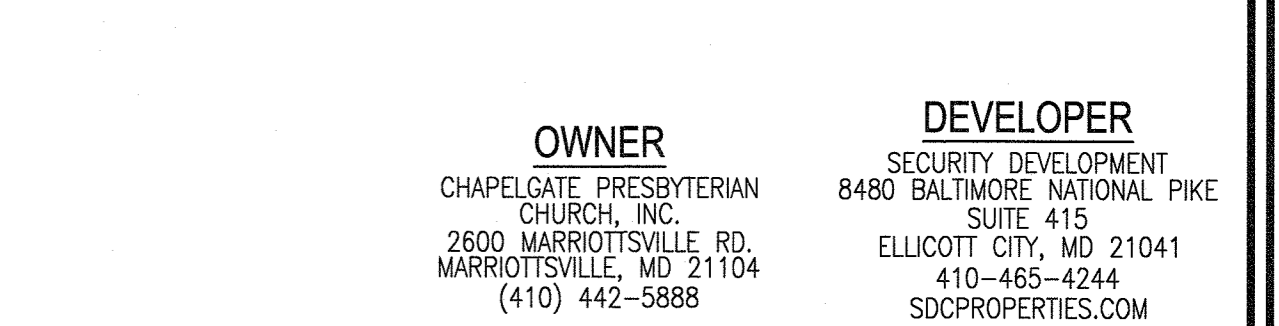 OWNER
CHAPELGATE PRESBYTERIAN
CHURCH, INC.
2600 MARRIOTTSVILLE RD.
MARRIOTTSVILLE, MD 21104
(410) 442-5888
DEVELOPER
SECURITY DEVELOPMENT
8480 BALTIMORE NATIONAL PIKE
SUITE 415
ELLICOTT CITY, MD 21041
410-465-4244
SDCPROPERTIES.COM